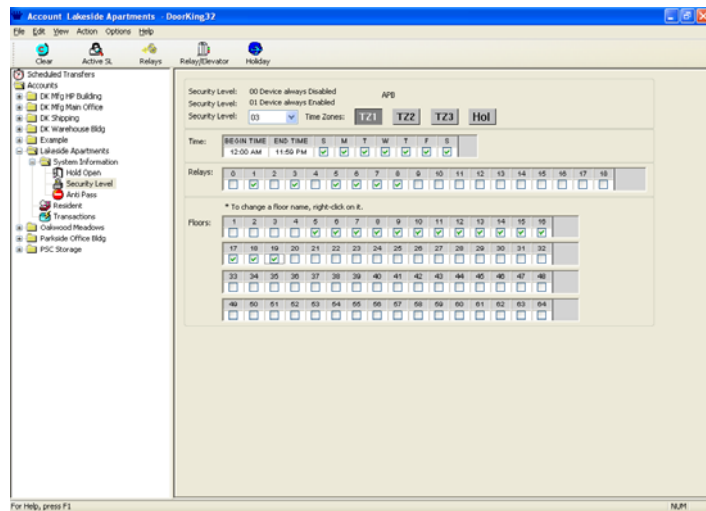 Account Lakeside Apartments - DoorKing32
File Edit View Action Options Help
Clear Active SL Relays Relay/Elevator Holiday
Scheduled Transfers
Accounts
DK Mfg HP Building
DK Mfg Main Office
DK Shipping
DK Warehouse Bldg
Example
Lakeside Apartments
System Information
Hold Open
Security Level
Anti Pass
Resident
Transactions
Oakwood Meadows
Parkside Office Bldg
PSC Storage
Security Level: 00 Device always Disabled APB
Security Level: 01 Device always Enabled
Security Level: 03 Time Zones: TZ1 TZ2 TZ3 Hol
Time: BEGIN TIME END TIME S M T W T F S
12:00 AM 11:59 PM
Relays: 0 1 2 3 4 5 6 7 8 9 10 11 12 13 14 15 16 17 18
* To change a floor name, right-click on it.
Floors: 1 2 3 4 5 6 7 8 9 10 11 12 13 14 15 16
17 18 19 20 21 22 23 24 25 26 27 28 29 30 31 32
33 34 35 36 37 38 39 40 41 42 43 44 45 46 47 48
49 50 51 52 53 54 55 56 57 58 59 60 61 62 63 64
For Help, press F1 NUM